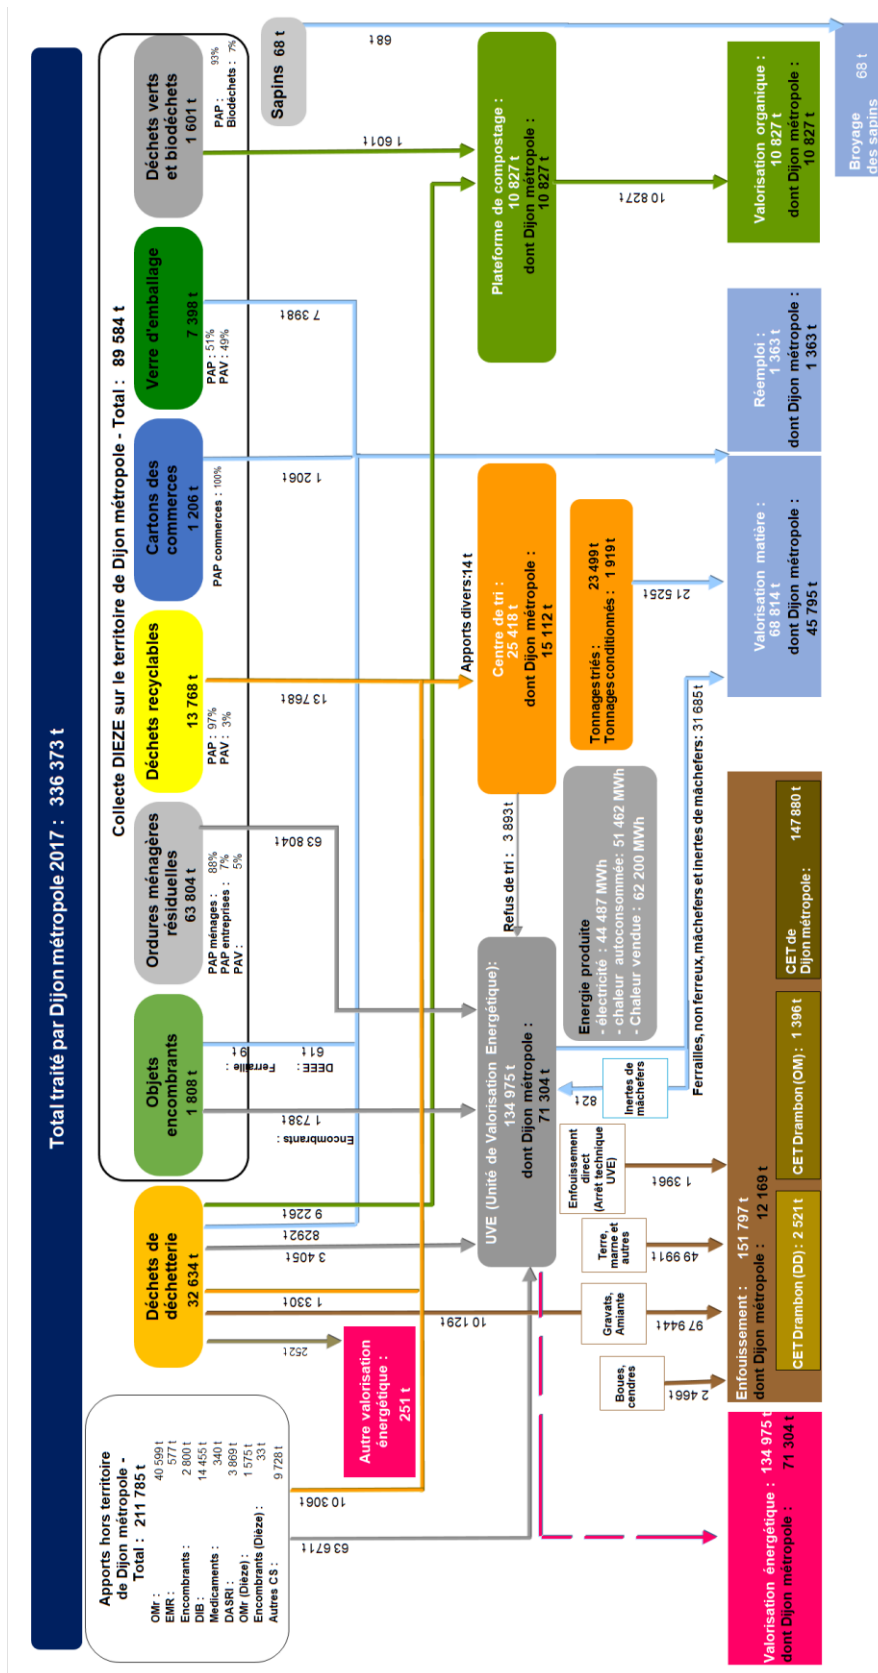 Total traité par Dijon métropole 2017 : 336 373 t
Apports hors territoire
de Dijon métropole -
Total : 211 785 t
OMr : 40 599 t
EMR : 577 t
Encombrants : 2 800 t
DIB : 14 455 t
Medicaments : 340 t
DASRI : 3 869 t
OMr (Dièze) : 1 575 t
Encombrants (Dièze) : 33 t
Autres CS : 9 728 t
Déchets de
déchetterie
32 634 t
Collecte DIEZE sur le territoire de Dijon métropole - Total : 89 584 t
Objets
encombrants
1 808 t
Ordures ménagères
résiduelles
63 804 t
PAP ménages : 88%
PAP entreprises : 7%
PAV : 5%
Déchets recyclables
13 768 t
PAP : 97%
PAV : 3%
Cartons des
commerces
1 206 t
PAP commerces : 100%
Verre d'emballage
7 398 t
PAP : 51%
PAV : 49%
Déchets verts
et biodéchets
1 601 t
PAP : 93%
Biodéchets : 7%
Sapins 68 t
68 t
252 t
1 330 t
10 129 t
3 405 t
8292 t
9 226 t
Encombrants :
1 738 t
Ferraille :
9 t
DEEE :
61 t
63 804 t
13 768 t
1 206 t
7 398 t
1 601 t
63 671 t
10 306 t
Autre valorisation
énergétique :
251 t
UVE (Unité de Valorisation Energétique):
134 975 t
dont Dijon métropole :
71 304 t
Refus de tri : 3 893 t
Apports divers:14 t
Centre de tri :
25 418 t
dont Dijon métropole :
15 112 t
Plateforme de compostage :
10 827 t
dont Dijon métropole :
10 827 t
Energie produite
- électricité : 44 487 MWh
- chaleur autoconsommée: 51 462 MWh
- Chaleur vendue : 62 200 MWh
Tonnages triés : 23 499 t
Tonnages conditionnés : 1 919 t
21 525 t
10 827 t
Boues,
cendres
2 466 t
Gravats,
Amiante
97 944 t
Terre,
marne et
autres
49 991 t
Enfouissement
direct
(Arrêt technique
UVE)
1 396 t
82 t
Inertes de
mâchefers
Ferrailles, non ferreux, mâchefers et inertes de mâchefers: 31 685 t
Valorisation énergétique : 134 975 t
dont Dijon métropole : 71 304 t
Enfouissement : 151 797 t
dont Dijon métropole : 12 169 t
CET Drambon (DD) : 2 521 t
CET Drambon (OM) : 1 396 t
CET de
Dijon métropole: 147 880 t
Valorisation matière :
68 814 t
dont Dijon métropole :
45 795 t
Réemploi :
1 363 t
dont Dijon métropole :
1 363 t
Valorisation organique :
10 827 t
dont Dijon métropole :
10 827 t
Broyage
des sapins
68 t